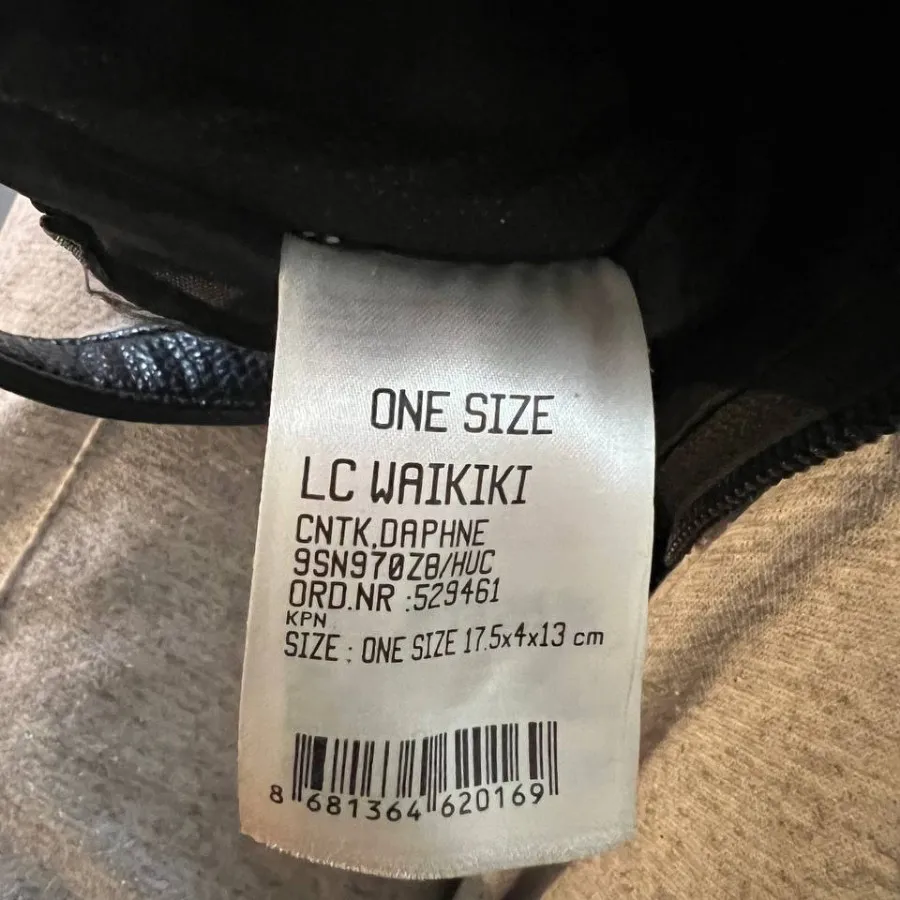 ONE SIZE
LC WAIKIKI
CNTK,DAPHNE
9SN970Z8/HUC
ORD.NR :529461
KPN
SIZE : ONE SIZE 17.5x4x13 cm
8 681364 620169